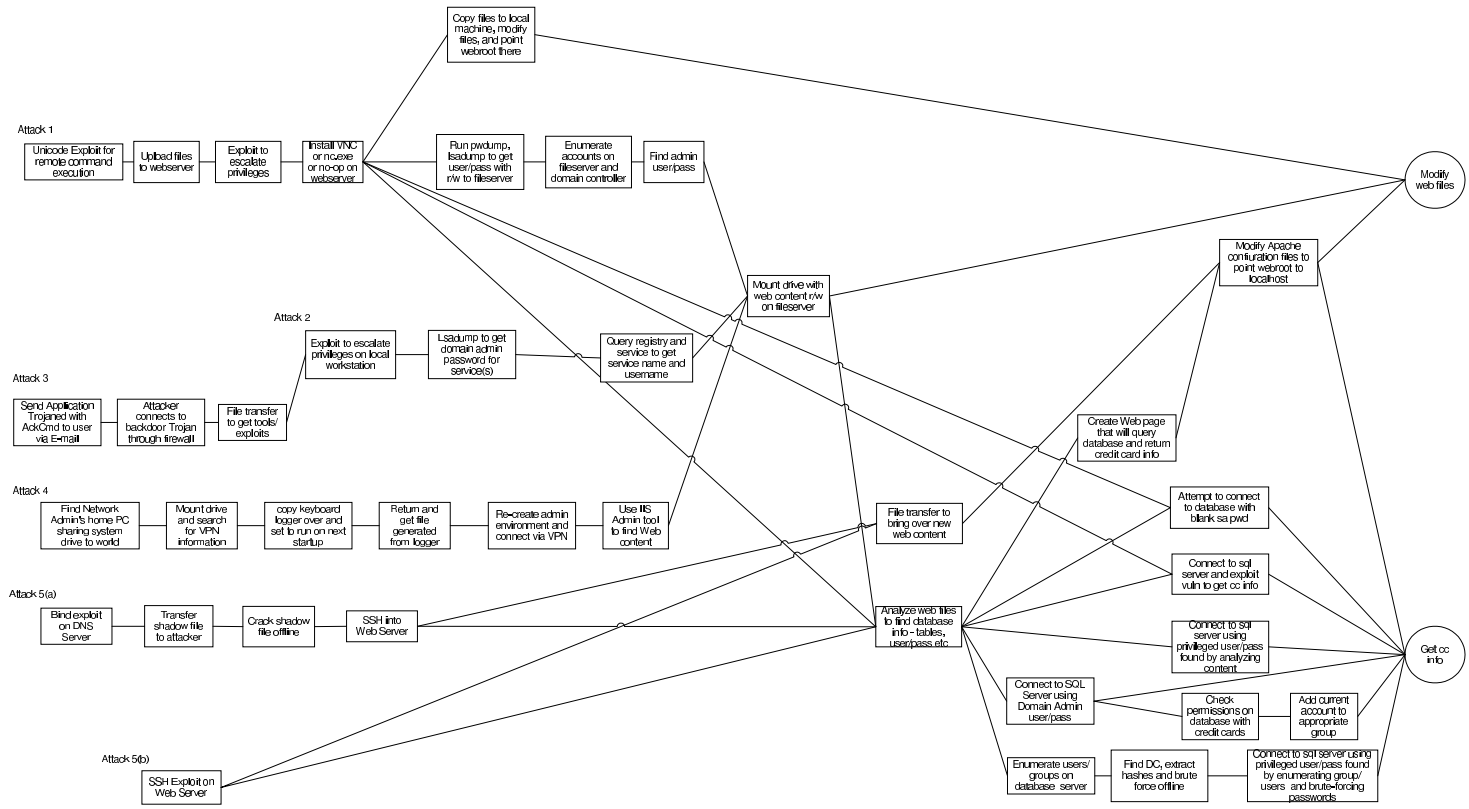 Copy files to local
machine, modify
files, and point
webroot there
Attack 1
Unicode Exploit for
remote command
execution
Upload files
to webserver
Exploit to
escalate
privileges
Install VNC
or nc.exe
or no-op on
webserver
Run pwdump,
lsadump to get
user/pass with
r/w to fileserver
Enumerate
accounts on
fileserver and
domain controller
Find admin
user/pass
Modify
web files
Modify Apache
confiuration files to
point webroot to
localhost
Mount drive with
web content r/w
on fileserver
Attack 2
Exploit to escalate
privileges on local
workstation
Lsadump to get
domain admin
password for
service(s)
Query registry and
service to get
service name and
username
Attack 3
Send Application
Trojaned with
AckCmd to user
via E-mail
Attacker
connects to
backdoor Trojan
through firewall
File transfer
to get tools/
exploits
Create Web page
that will query
database and return
credit card info
Attack 4
Find Network
Admin's home PC
sharing system
drive to world
Mount drive
and search
for VPN
information
copy keyboard
logger over and
set to run on next
startup
Return and
get file
generated
from logger
Re-create admin
environment and
connect via VPN
Use IIS
Admin tool
to find Web
content
File transfer to
bring over new
web content
Attempt to connect
to database with
blank sa pwd
Connect to sql
server and exploit
vuln to get cc info
Attack 5(a)
Bind exploit
on DNS
Server
Transfer
shadow file
to attacker
Crack shadow
file offline
SSH into
Web Server
Analyze web files
to find database
info - tables,
user/pass etc
Connect to sql
server using
privileged user/pass
found by analyzing
content
Get cc
info
Connect to SQL
Server using
Domain Admin
user/pass
Check
permissions on
database with
credit cards
Add current
account to
appropriate
group
Attack 5(b)
SSH Exploit on
Web Server
Enumerate users/
groups on
database server
Find DC, extract
hashes and brute
force offline
Connect to sql server using
privileged user/pass found
by enumerating group/
users and brute-forcing
passwords